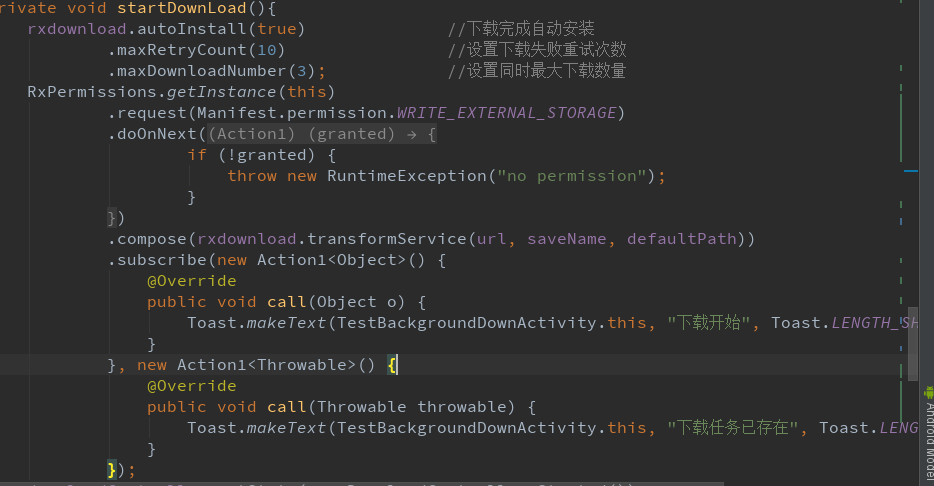 rivate void startDownLoad(){
rxdownload.autoInstall(true) //下载完成自动安装
.maxRetryCount(10) //设置下载失败重试次数
.maxDownloadNumber(3); //设置同时最大下载数量
RxPermissions.getInstance(this)
.request(Manifest.permission.WRITE_EXTERNAL_STORAGE)
.doOnNext((Action1) (granted) → {
if (!granted) {
throw new RuntimeException("no permission");
}
})
.compose(rxdownload.transformService(url, saveName, defaultPath))
.subscribe(new Action1<Object>() {
@Override
public void call(Object o) {
Toast.makeText(TestBackgroundDownActivity.this, "下载开始", Toast.LENGTH_SH
}
}, new Action1<Throwable>() {
@Override
public void call(Throwable throwable) {
Toast.makeText(TestBackgroundDownActivity.this, "下载任务已存在", Toast.LENG
}
});
Android Model